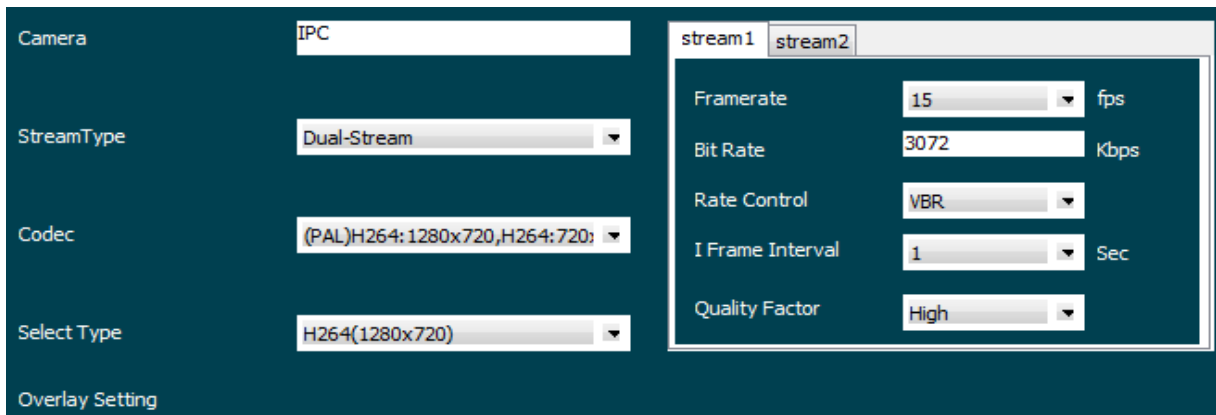 Camera
IPC
StreamType
Dual-Stream
Codec
(PAL)H264:1280x720,H264:720
Select Type
H264(1280x720)
Overlay Setting
stream1
stream2
Framerate
15
fps
Bit Rate
3072
Kbps
Rate Control
VBR
I Frame Interval
1
Sec
Quality Factor
High